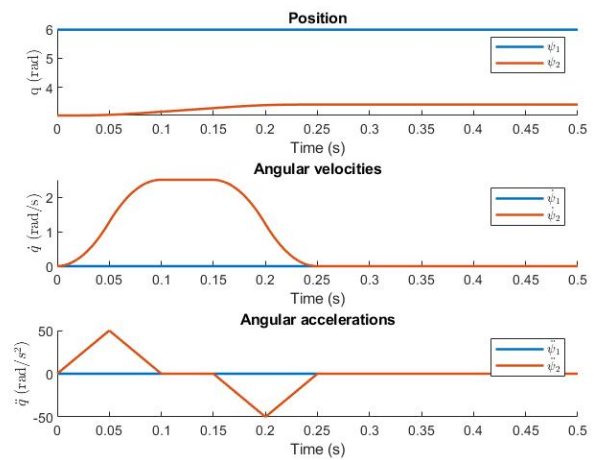 Position
6
4
q (rad)
ψ₁
ψ₂
0 0.05 0.1 0.15 0.2 0.25 0.3 0.35 0.4 0.45 0.5
Time (s)
Angular velocities
2
1
0
q̇ (rad/s)
ψ̇₁
ψ̇₂
0 0.05 0.1 0.15 0.2 0.25 0.3 0.35 0.4 0.45 0.5
Time (s)
Angular accelerations
50
0
-50
q̈ (rad/s²)
ψ̈₁
ψ̈₂
0 0.05 0.1 0.15 0.2 0.25 0.3 0.35 0.4 0.45 0.5
Time (s)